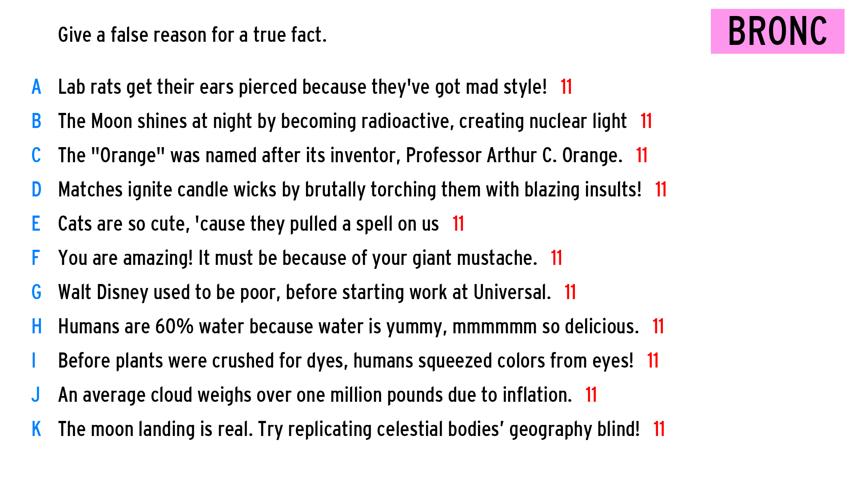 Give a false reason for a true fact.
BRONC
A Lab rats get their ears pierced because they've got mad style! 11
B The Moon shines at night by becoming radioactive, creating nuclear light 11
C The "Orange" was named after its inventor, Professor Arthur C. Orange. 11
D Matches ignite candle wicks by brutally torching them with blazing insults! 11
E Cats are so cute, 'cause they pulled a spell on us 11
F You are amazing! It must be because of your giant mustache. 11
G Walt Disney used to be poor, before starting work at Universal. 11
H Humans are 60% water because water is yummy, mmmmmm so delicious. 11
I Before plants were crushed for dyes, humans squeezed colors from eyes! 11
J An average cloud weighs over one million pounds due to inflation. 11
K The moon landing is real. Try replicating celestial bodies’ geography blind! 11